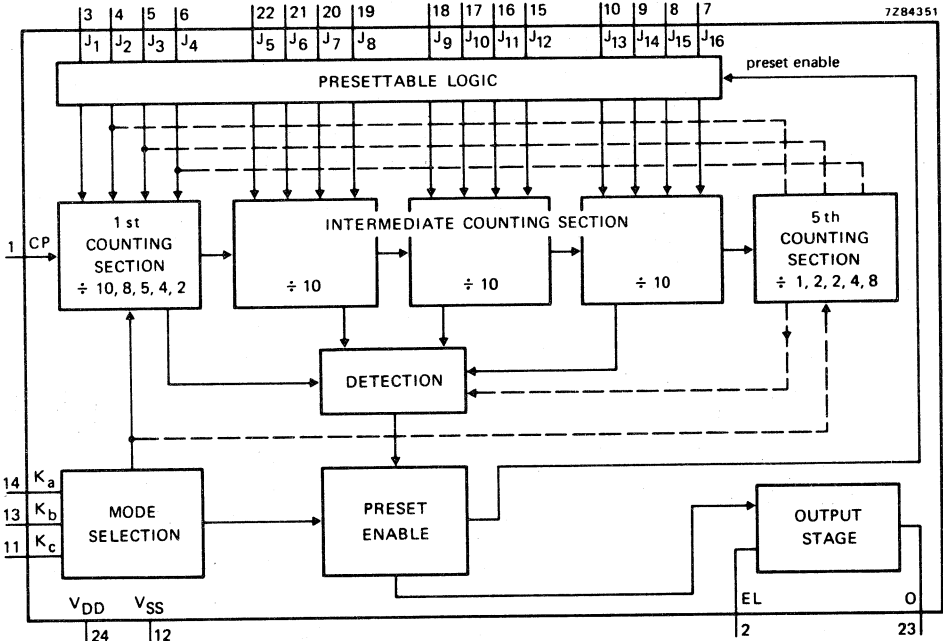 3 4 5 6 22 21 20 19 18 17 16 15 10 9 8 7 7Z84351
J1 J2 J3 J4 J5 J6 J7 J8 J9 J10 J11 J12 J13 J14 J15 J16
PRESETTABLE LOGIC
preset enable
1 CP
1 st
COUNTING
SECTION
÷ 10, 8, 5, 4, 2
INTERMEDIATE COUNTING SECTION
÷ 10 ÷ 10 ÷ 10
5 th
COUNTING
SECTION
÷ 1, 2, 2, 4, 8
DETECTION
14 Ka
13 Kb
11 Kc
MODE
SELECTION
PRESET
ENABLE
OUTPUT
STAGE
VDD VSS EL O
24 12 2 23